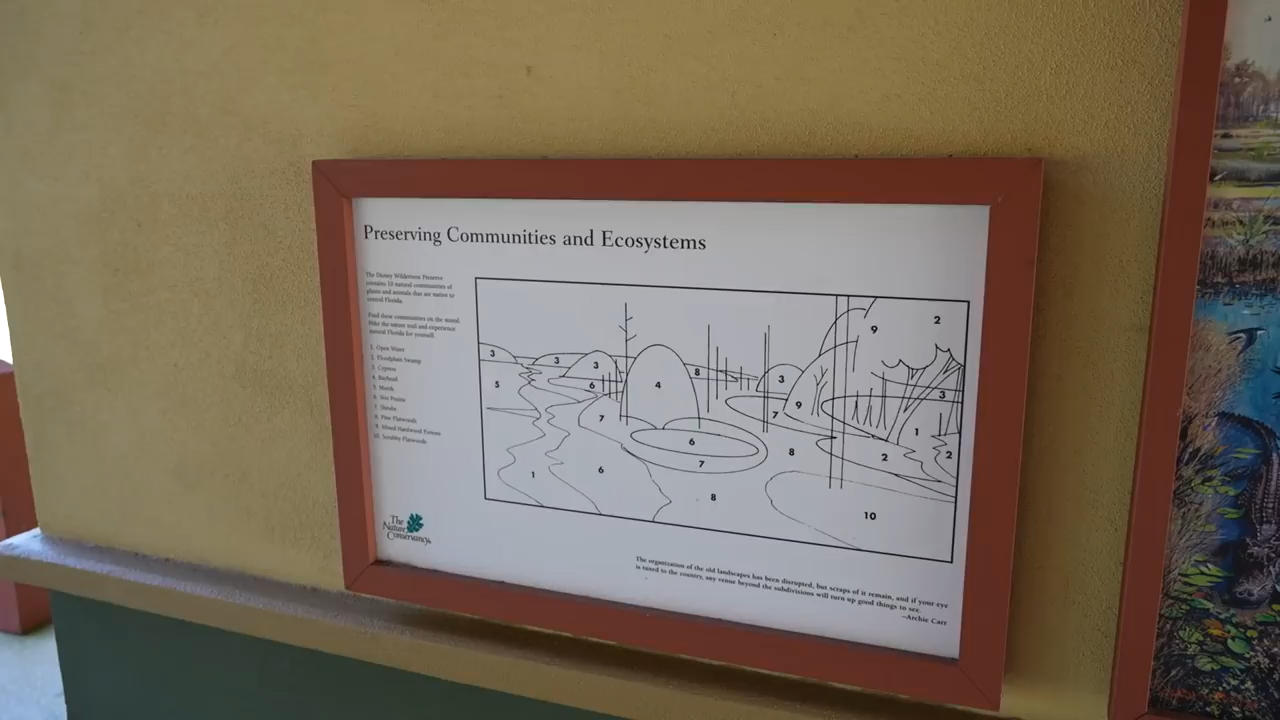 Preserving Communities and Ecosystems
The Disney Wilderness Preserve
contains 10 natural communities of
plants and animals that are native to
central Florida.
Find these communities on the mural.
Hike the nature trail and experience
natural Florida for yourself.
1. Open Water
2. Floodplain Swamp
3. Cypress
4. Bayhead
5. Marsh
6. Wet Prairie
7. Shrubs
8. Pine Flatwoods
9. Mixed Hardwood Forests
10. Scrubby Flatwoods
2
9
3
3
3
8
3
5
6
4
3
7
9
7
1
6
8
2
2
7
1
6
8
10
The
Nature
Conservancy®
The organization of the old landscapes has been disrupted, but scraps of it remain, and if your eye
is tuned to the country, any venue beyond the subdivisions will turn up good things to see.
–Archie Carr